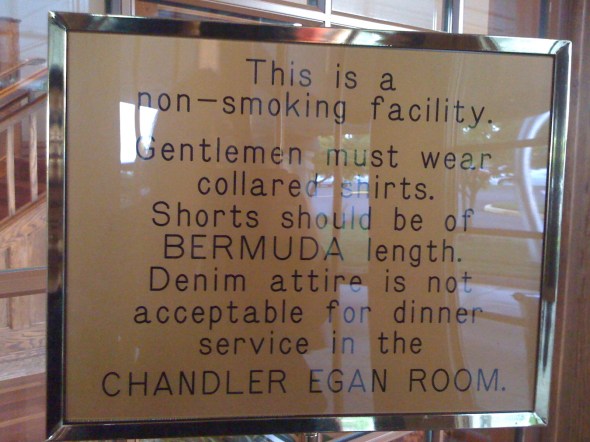 This is a
non-smoking facility.
Gentlemen must wear
collared shirts.
Shorts should be of
BERMUDA length.
Denim attire is not
acceptable for dinner
service in the
CHANDLER EGAN ROOM.